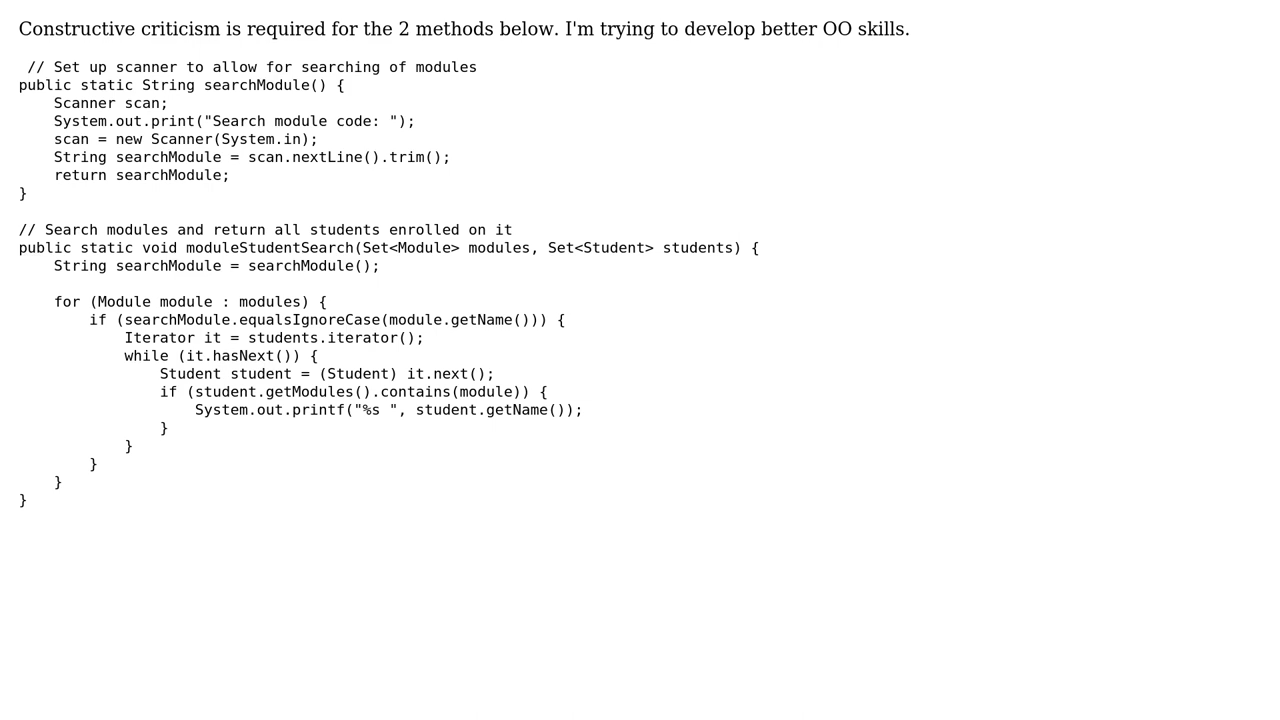 Constructive criticism is required for the 2 methods below. I'm trying to develop better OO skills.
 // Set up scanner to allow for searching of modules
public static String searchModule() {
    Scanner scan;
    System.out.print("Search module code: ");
    scan = new Scanner(System.in);
    String searchModule = scan.nextLine().trim();
    return searchModule;
}

// Search modules and return all students enrolled on it
public static void moduleStudentSearch(Set<Module> modules, Set<Student> students) {
    String searchModule = searchModule();

    for (Module module : modules) {
        if (searchModule.equalsIgnoreCase(module.getName())) {
            Iterator it = students.iterator();
            while (it.hasNext()) {
                Student student = (Student) it.next();
                if (student.getModules().contains(module)) {
                    System.out.printf("%s ", student.getName());
                }
            }
        }
    }
}